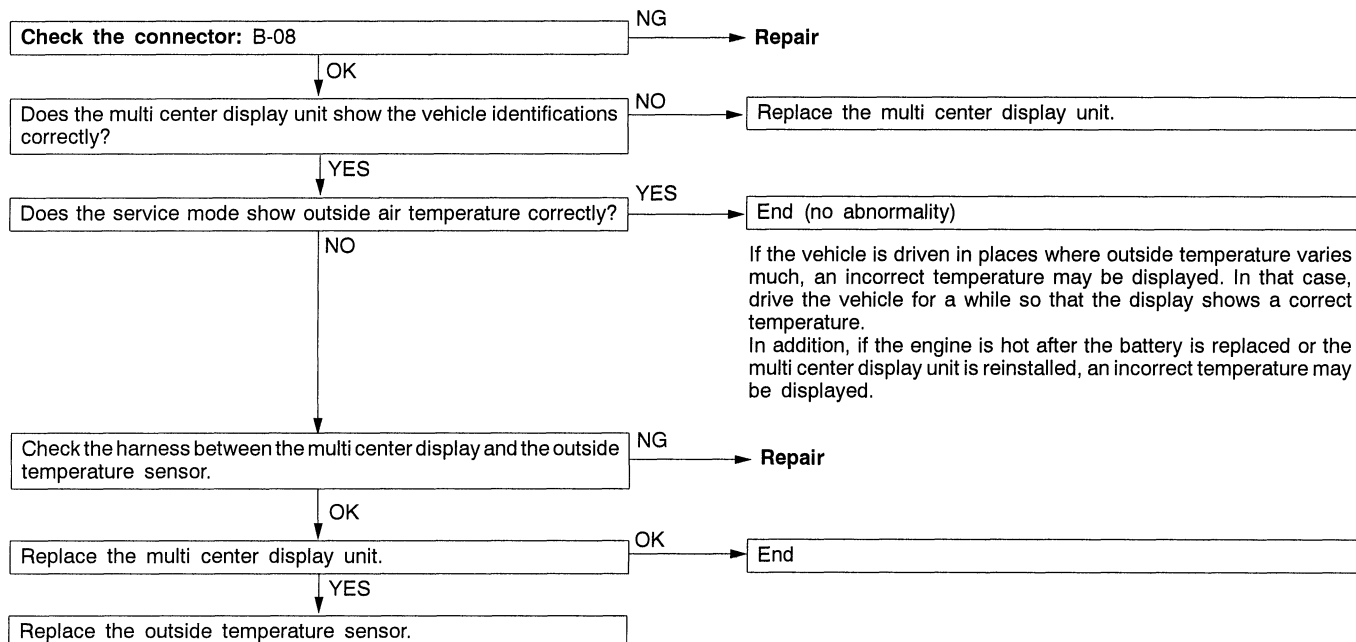 NG
Check the connector: B-08
Repair
OK
Does the multi center display unit show the vehicle identifications
correctly?
NO
Replace the multi center display unit.
YES
Does the service mode show outside air temperature correctly?
YES
End (no abnormality)
NO
If the vehicle is driven in places where outside temperature varies
much, an incorrect temperature may be displayed. In that case,
drive the vehicle for a while so that the display shows a correct
temperature.
In addition, if the engine is hot after the battery is replaced or the
multi center display unit is reinstalled, an incorrect temperature may
be displayed.
Check the harness between the multi center display and the outside
temperature sensor.
NG
Repair
OK
Replace the multi center display unit.
OK
End
YES
Replace the outside temperature sensor.